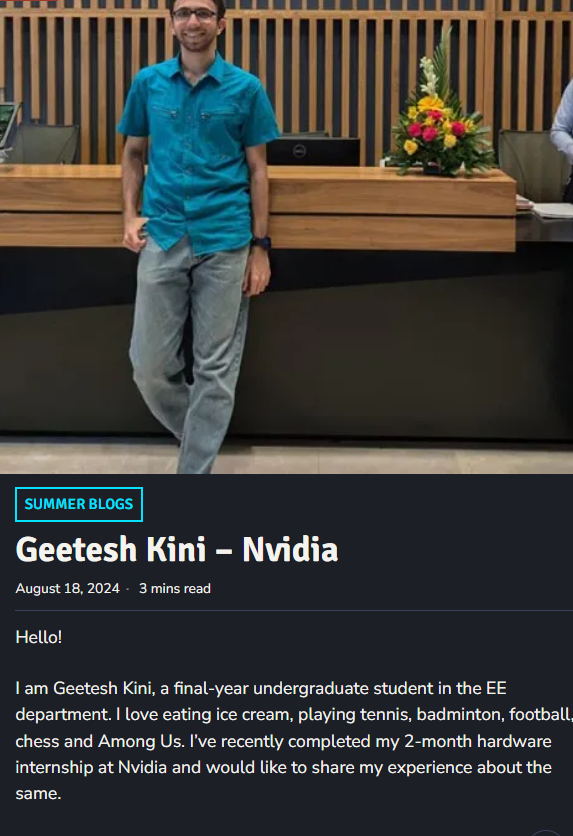 DELL
SUMMER BLOGS
Geetesh Kini – Nvidia
August 18, 2024 · 3 mins read
Hello!
I am Geetesh Kini, a final-year undergraduate student in the EE
department. I love eating ice cream, playing tennis, badminton, football,
chess and Among Us. I've recently completed my 2-month hardware
internship at Nvidia and would like to share my experience about the
same.